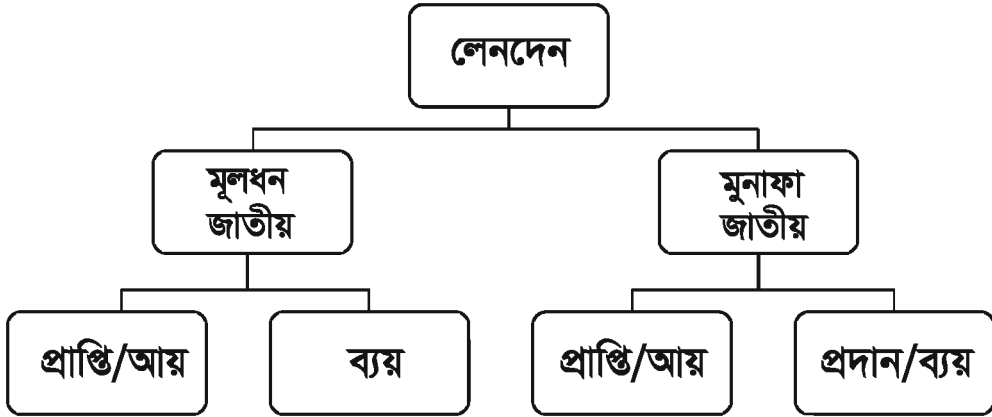 লেনদেন
মূলধন
জাতীয়
মুনাফা
জাতীয়
প্রাপ্তি/আয়
ব্যয়
প্রাপ্তি/আয়
প্রদান/ব্যয়